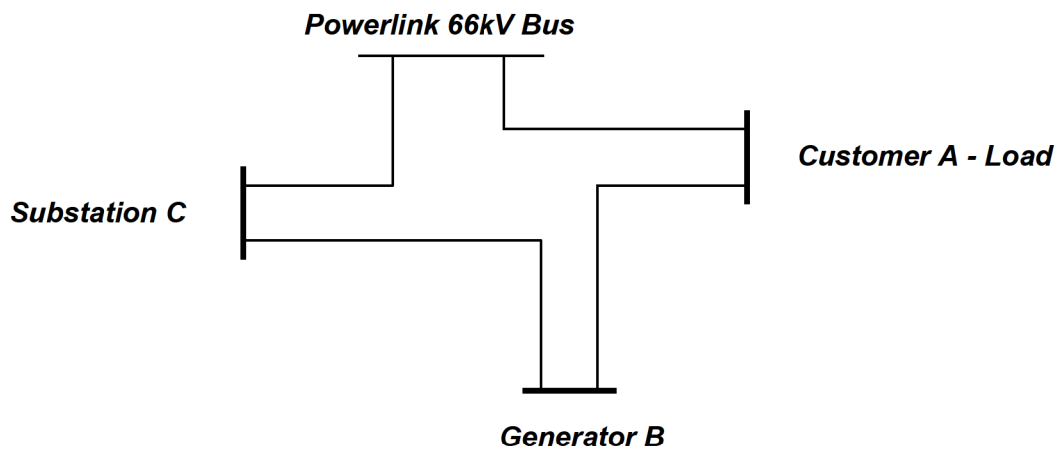 Powerlink 66kV Bus
Customer A - Load
Substation C
Generator B